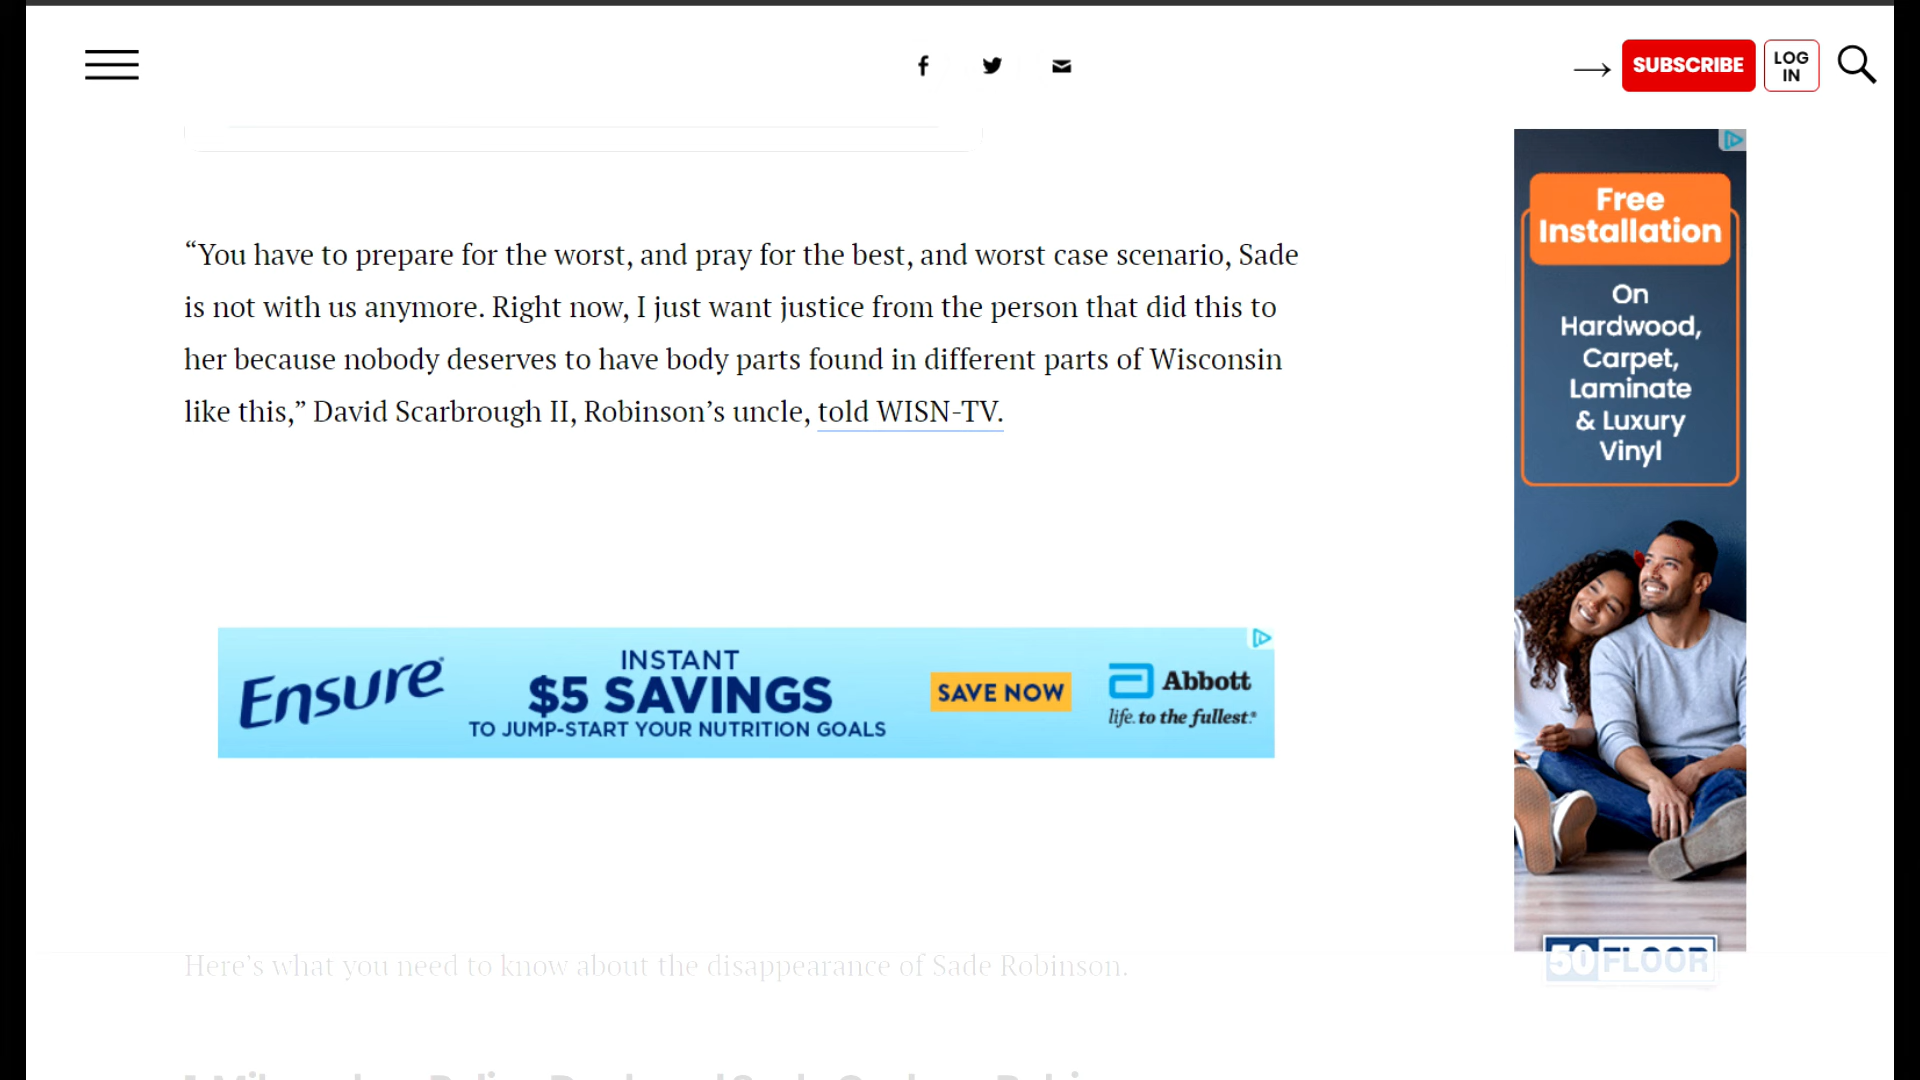 SUBSCRIBE
LOG
IN
“You have to prepare for the worst, and pray for the best, and worst case scenario, Sade
is not with us anymore. Right now, I just want justice from the person that did this to
her because nobody deserves to have body parts found in different parts of Wisconsin
like this,” David Scarbrough II, Robinson’s uncle, told WISN-TV.
Ensure
INSTANT
$5 SAVINGS
TO JUMP-START YOUR NUTRITION GOALS
SAVE NOW
Abbott
life. to the fullest.®
Here’s what you need to know about the disappearance of Sade Robinson.
Free
Installation
On
Hardwood,
Carpet,
Laminate
& Luxury
Vinyl
50 FLOOR